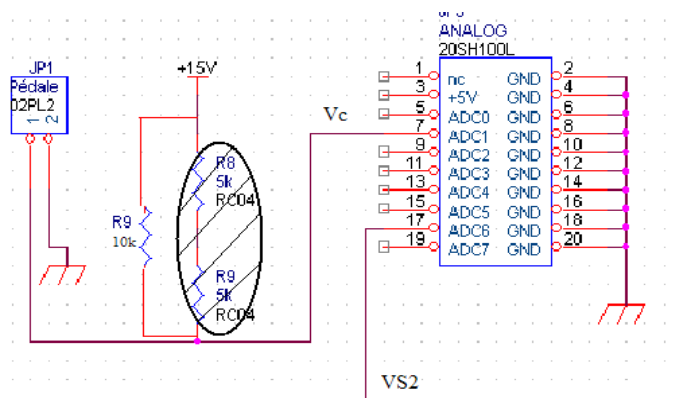 JP1
Pédale
02PL2
1
2
+15V
R9
10k
R8
5k
RC04
R9
5k
RC04
Vc
ANALOG
20SH100L
1 nc GND 2
3 +5V GND 4
5 ADC0 GND 6
7 ADC1 GND 8
9 ADC2 GND 10
11 ADC3 GND 12
13 ADC4 GND 14
15 ADC5 GND 16
17 ADC6 GND 18
19 ADC7 GND 20
VS2